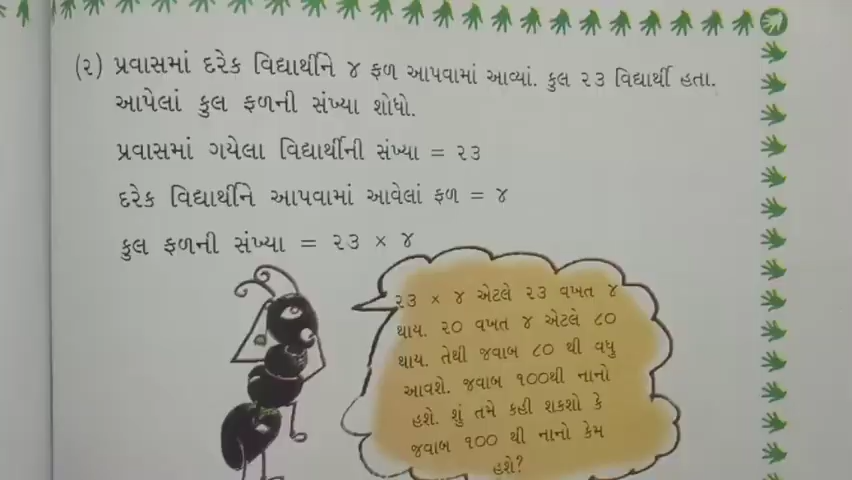 (૨) પ્રવાસમાં દરેક વિદ્યાર્થીને ૪ ફળ આપવામાં આવ્યાં. કુલ ૨૩ વિદ્યાર્થી હતા.
આપેલાં કુલ ફળની સંખ્યા શોધો.
પ્રવાસમાં ગયેલા વિદ્યાર્થીની સંખ્યા = ૨૩
દરેક વિદ્યાર્થીને આપવામાં આવેલાં ફળ = ૪
કુલ ફળની સંખ્યા = ૨૩ × ૪
૨૩ × ૪ એટલે ૨૩ વખત ૪
થાય. ૨૦ વખત ૪ એટલે ૮૦
થાય. તેથી જવાબ ૮૦ થી વધુ
આવશે. જવાબ ૧૦૦થી નાનો
હશે. શું તમે કહી શકશો કે
જવાબ ૧૦૦ થી નાનો કેમ
હશે?